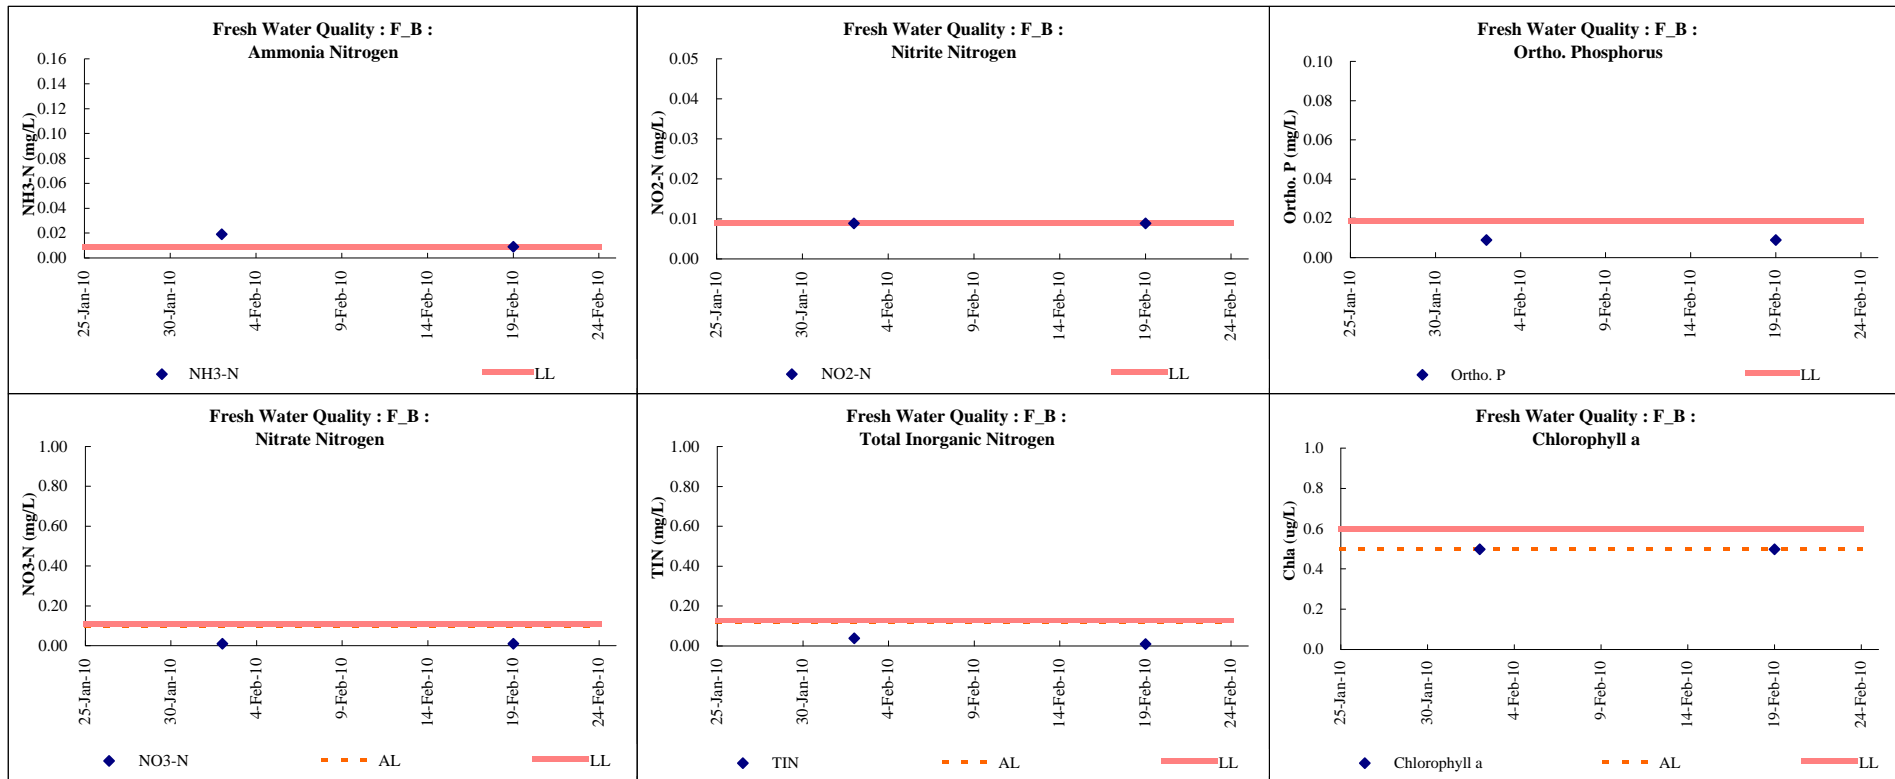 Fresh Water Quality : F_B :
Ammonia Nitrogen
0.16
0.14
0.12
0.10
0.08
0.06
0.04
0.02
0.00
NH3-N (mg/L)
25-Jan-10
30-Jan-10
4-Feb-10
9-Feb-10
14-Feb-10
19-Feb-10
24-Feb-10
NH3-N
LL
Fresh Water Quality : F_B :
Nitrite Nitrogen
0.05
0.04
0.03
0.02
0.01
0.00
NO2-N (mg/L)
25-Jan-10
30-Jan-10
4-Feb-10
9-Feb-10
14-Feb-10
19-Feb-10
24-Feb-10
NO2-N
LL
Fresh Water Quality : F_B :
Ortho. Phosphorus
0.10
0.08
0.06
0.04
0.02
0.00
Ortho. P (mg/L)
25-Jan-10
30-Jan-10
4-Feb-10
9-Feb-10
14-Feb-10
19-Feb-10
24-Feb-10
Ortho. P
LL
Fresh Water Quality : F_B :
Nitrate Nitrogen
1.00
0.80
0.60
0.40
0.20
0.00
NO3-N (mg/L)
25-Jan-10
30-Jan-10
4-Feb-10
9-Feb-10
14-Feb-10
19-Feb-10
24-Feb-10
NO3-N
AL
LL
Fresh Water Quality : F_B :
Total Inorganic Nitrogen
1.00
0.80
0.60
0.40
0.20
0.00
TIN (mg/L)
25-Jan-10
30-Jan-10
4-Feb-10
9-Feb-10
14-Feb-10
19-Feb-10
24-Feb-10
TIN
AL
LL
Fresh Water Quality : F_B :
Chlorophyll a
1.0
0.8
0.6
0.4
0.2
0.0
Chla (ug/L)
25-Jan-10
30-Jan-10
4-Feb-10
9-Feb-10
14-Feb-10
19-Feb-10
24-Feb-10
Chlorophyll a
AL
LL